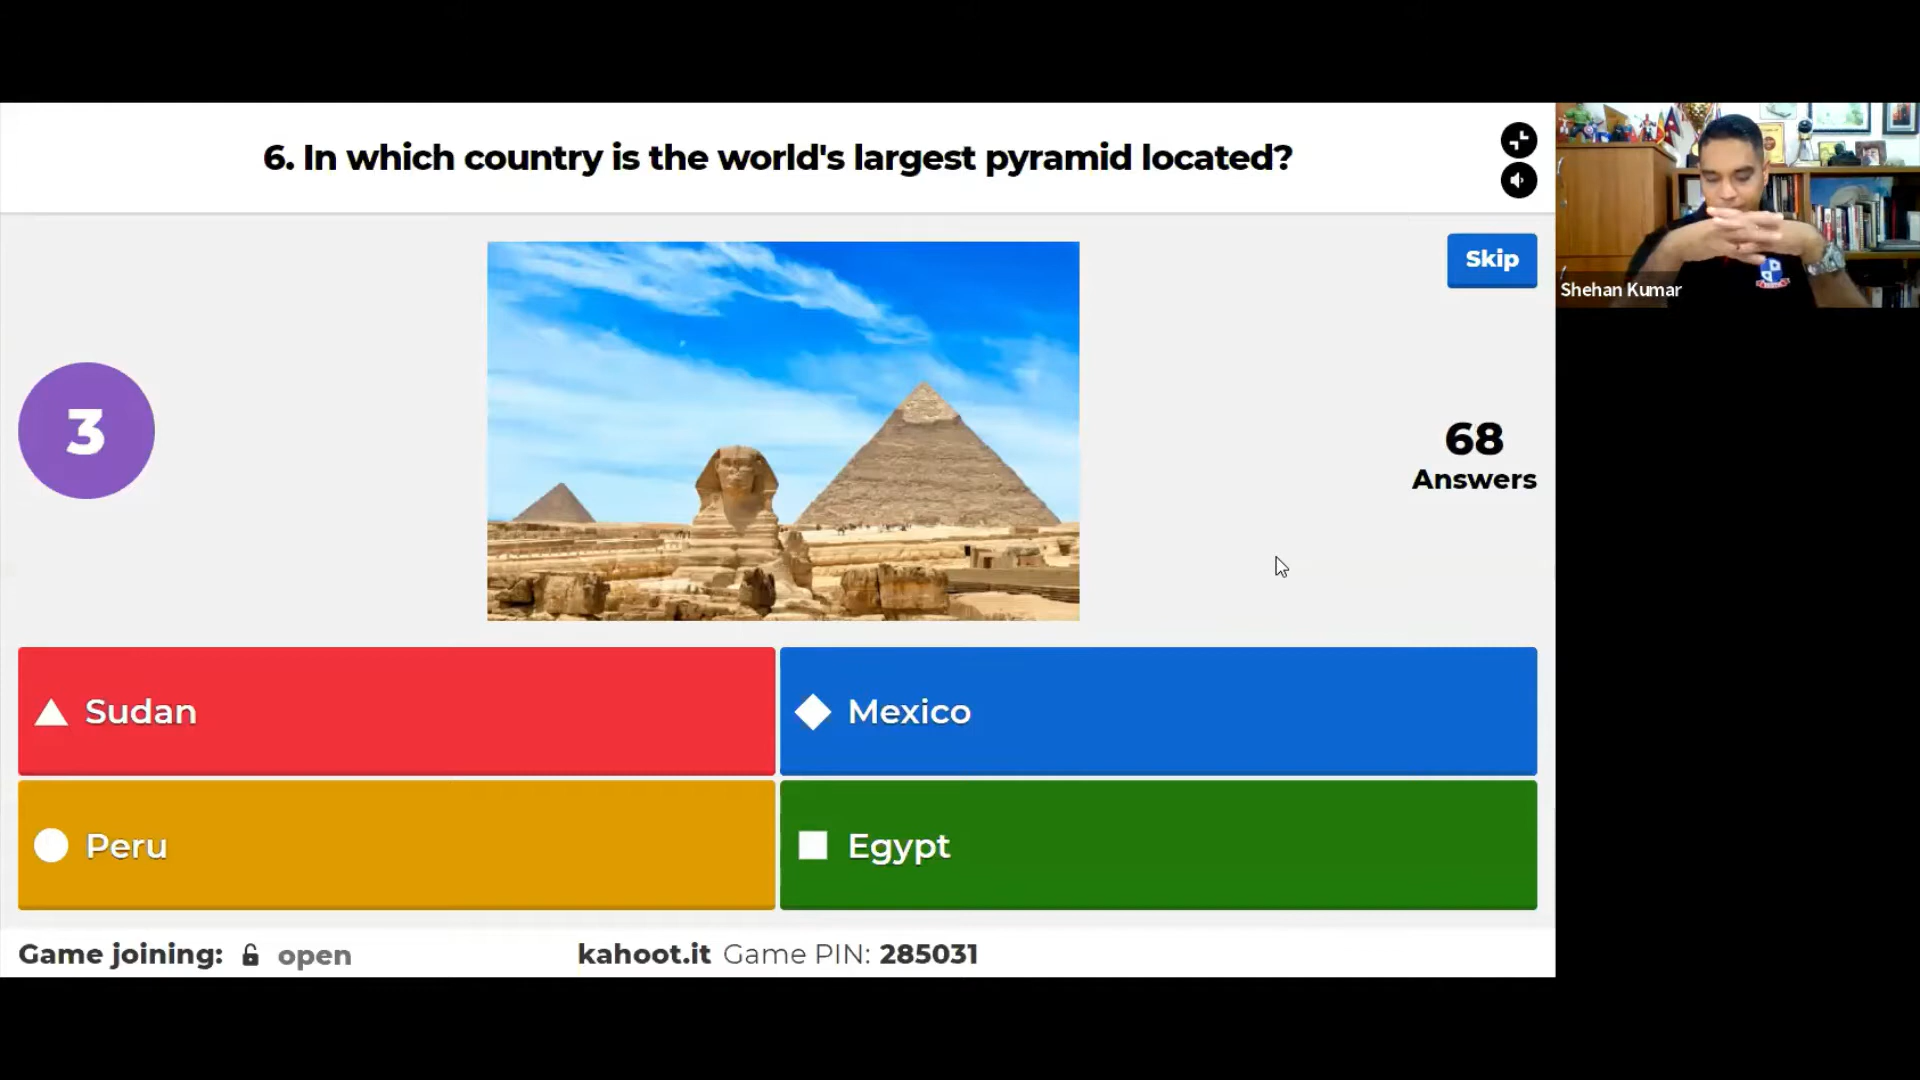 6. In which country is the world's largest pyramid located?
Skip
Shehan Kumar
3
68
Answers
Sudan
Mexico
Peru
Egypt
Game joining: open
kahoot.it Game PIN: 285031